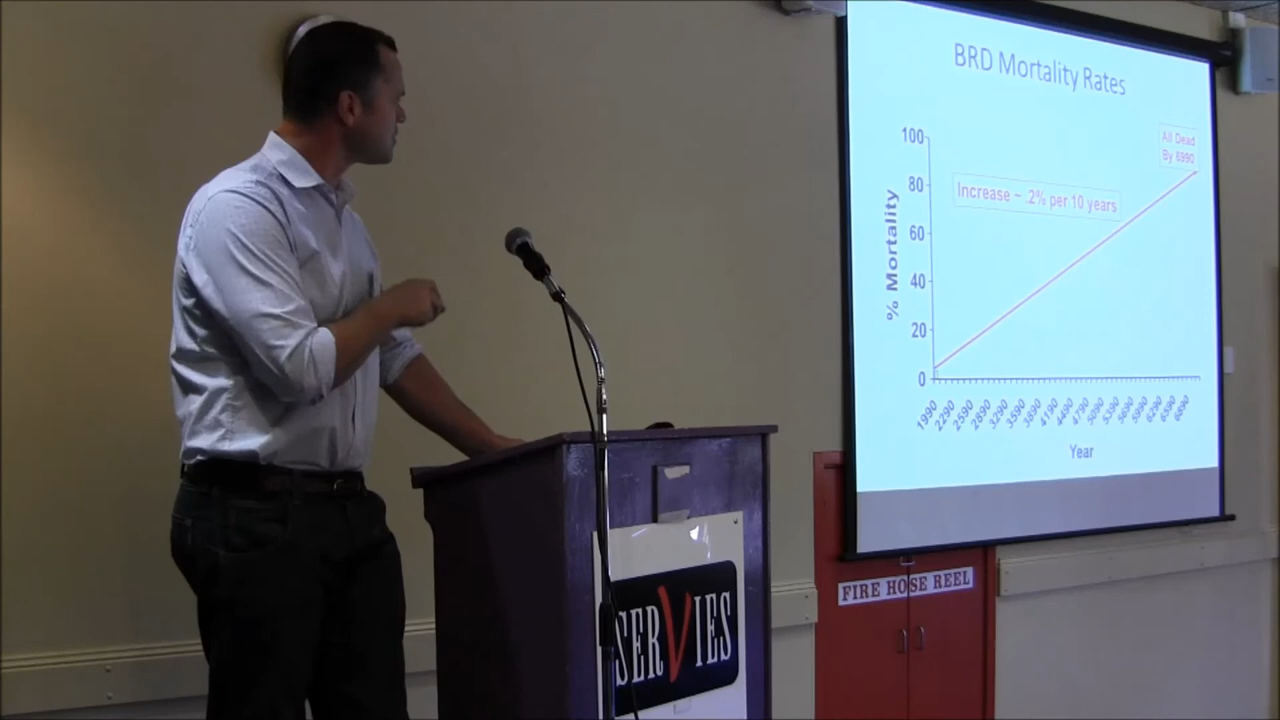 BRD Mortality Rates
All Dead
By 6990
Increase ~ .2% per 10 years
% Mortality
100
80
60
40
20
0
1990
2290
2590
2890
3290
3590
3890
4190
4490
4790
5090
5390
5690
5990
6290
6590
6890
Year
FIRE HOSE REEL
SERVIES